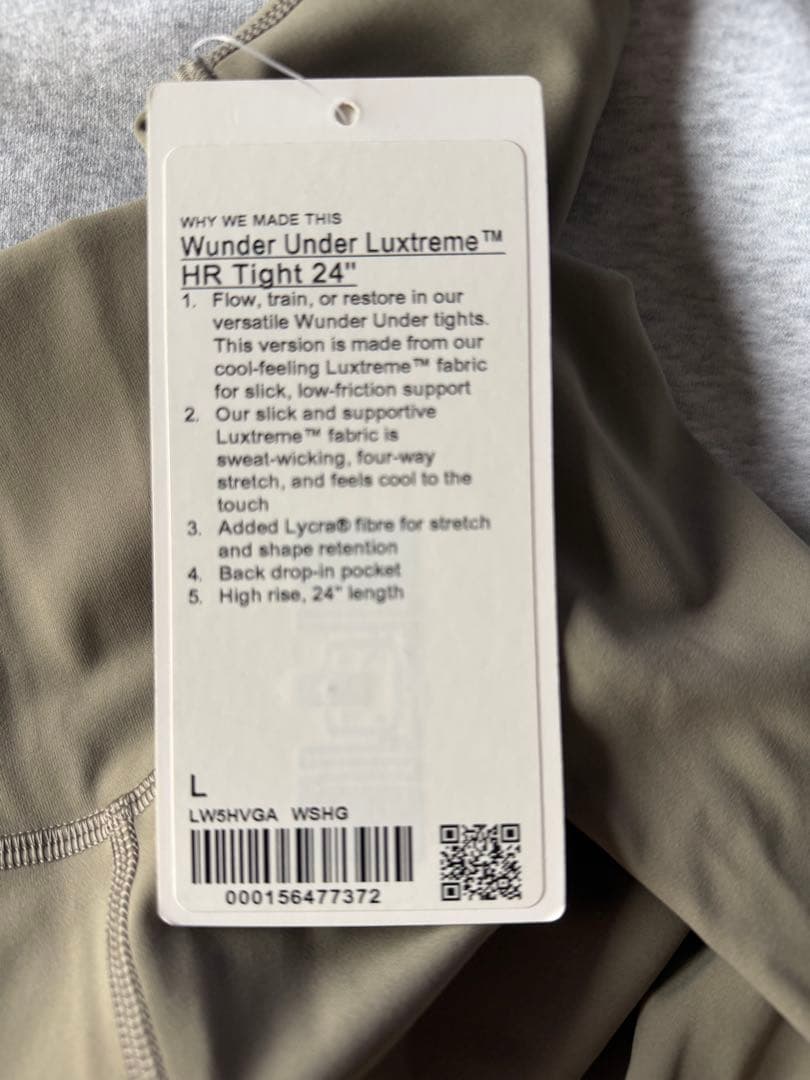 WHY WE MADE THIS
Wunder Under Luxtreme™
HR Tight 24"
1. Flow, train, or restore in our
versatile Wunder Under tights.
This version is made from our
cool-feeling Luxtreme™ fabric
for slick, low-friction support
2. Our slick and supportive
Luxtreme™ fabric is
sweat-wicking, four-way
stretch, and feels cool to the
touch
3. Added Lycra® fibre for stretch
and shape retention
4. Back drop-in pocket
5. High rise, 24" length
L
LW5HVGA WSHG
000156477372